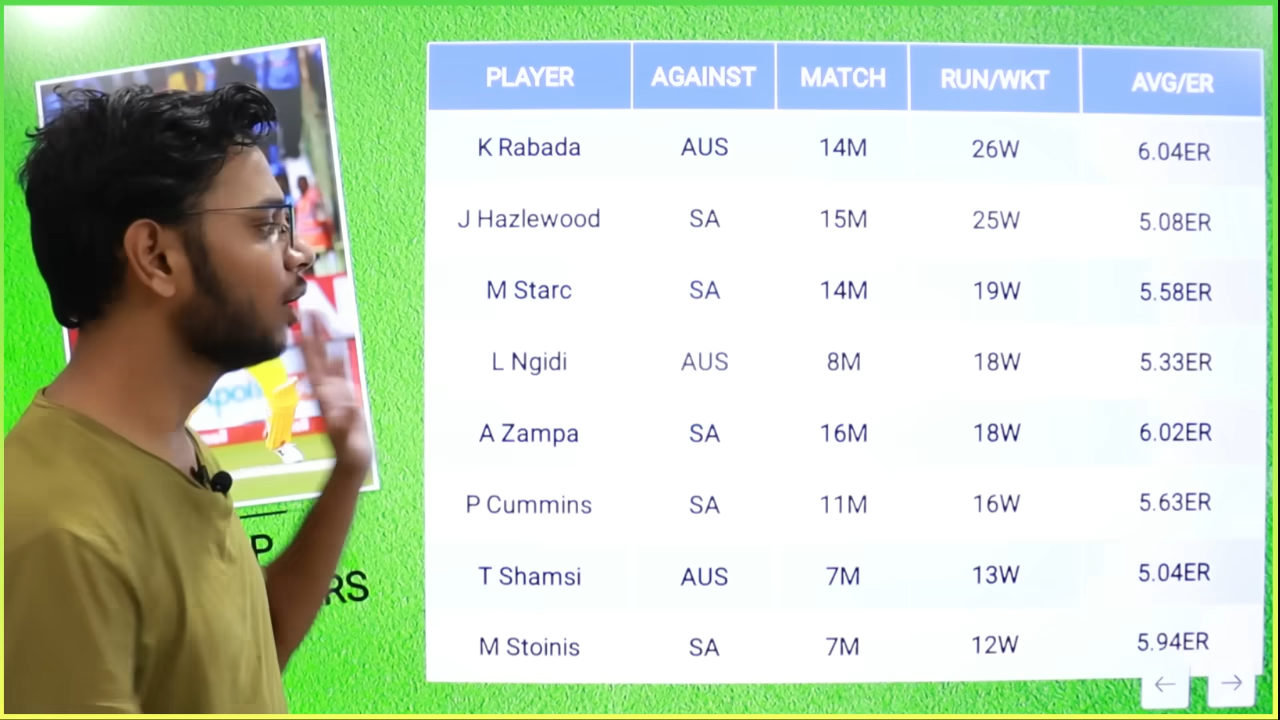 PLAYER AGAINST MATCH RUN/WKT AVG/ER
K Rabada AUS 14M 26W 6.04ER
J Hazlewood SA 15M 25W 5.08ER
M Starc SA 14M 19W 5.58ER
L Ngidi AUS 8M 18W 5.33ER
A Zampa SA 16M 18W 6.02ER
P Cummins SA 11M 16W 5.63ER
T Shamsi AUS 7M 13W 5.04ER
M Stoinis SA 7M 12W 5.94ER